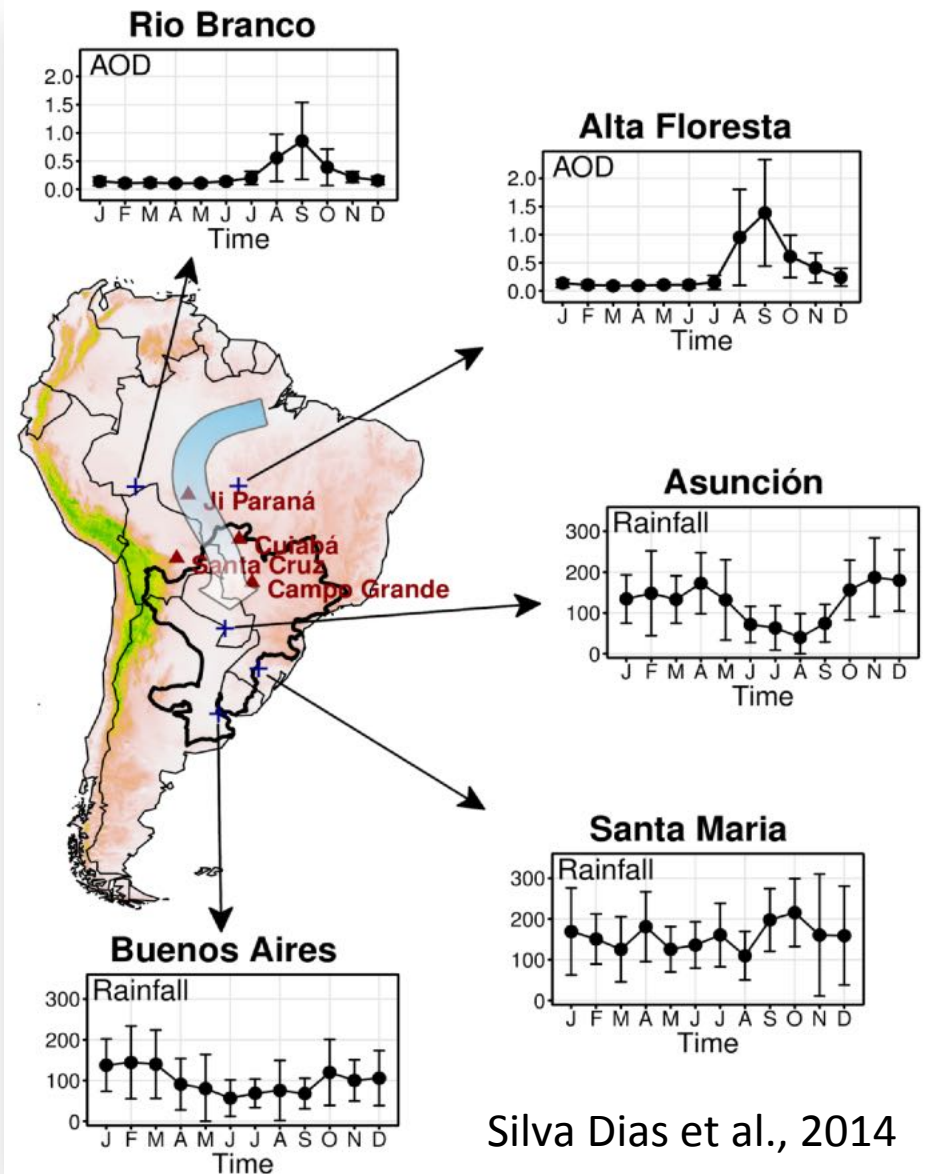 Rio Branco
AOD
2.0
1.5
1.0
0.5
0.0
J F M A M J J A S O N D
Time
Alta Floresta
AOD
2.0
1.5
1.0
0.5
0.0
J F M A M J J A S O N D
Time
Ji Paraná
Cuiabá
Santa Cruz
Campo Grande
Asunción
Rainfall
300
200
100
0
J F M A M J J A S O N D
Time
Santa Maria
Rainfall
300
200
100
0
J F M A M J J A S O N D
Time
Buenos Aires
Rainfall
300
200
100
0
J F M A M J J A S O N D
Time
Silva Dias et al., 2014